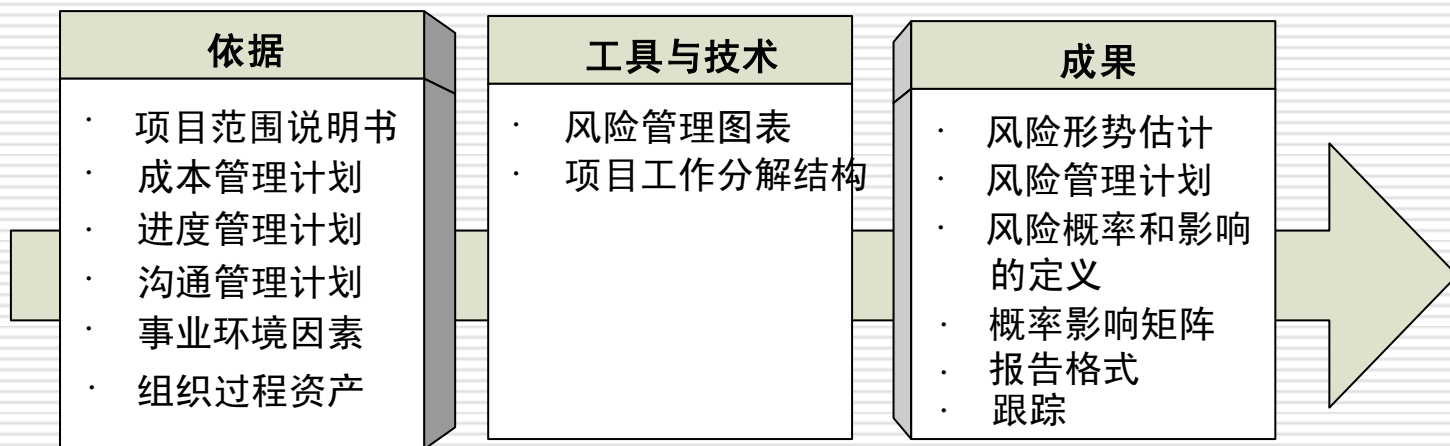 依据
· 项目范围说明书
· 成本管理计划
· 进度管理计划
· 沟通管理计划
· 事业环境因素
· 组织过程资产
工具与技术
· 风险管理图表
· 项目工作分解结构
成果
· 风险形势估计
· 风险管理计划
· 风险概率和影响
的定义
· 概率影响矩阵
· 报告格式
· 跟踪